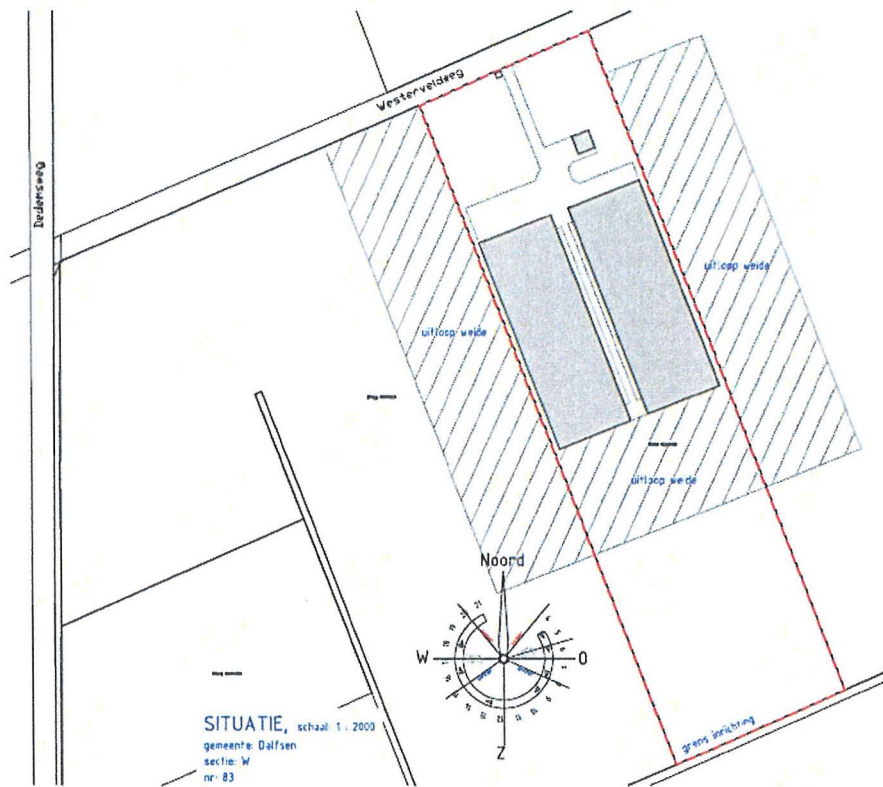 Westerveldweg
Dedemsweg
uitloop weide
uitloop weide
uitloop weide
Noord
W
O
Z
SITUATIE, schaal: 1 : 2000
gemeente: Dalfsen
sectie: W
nr: 83
grens inrichting